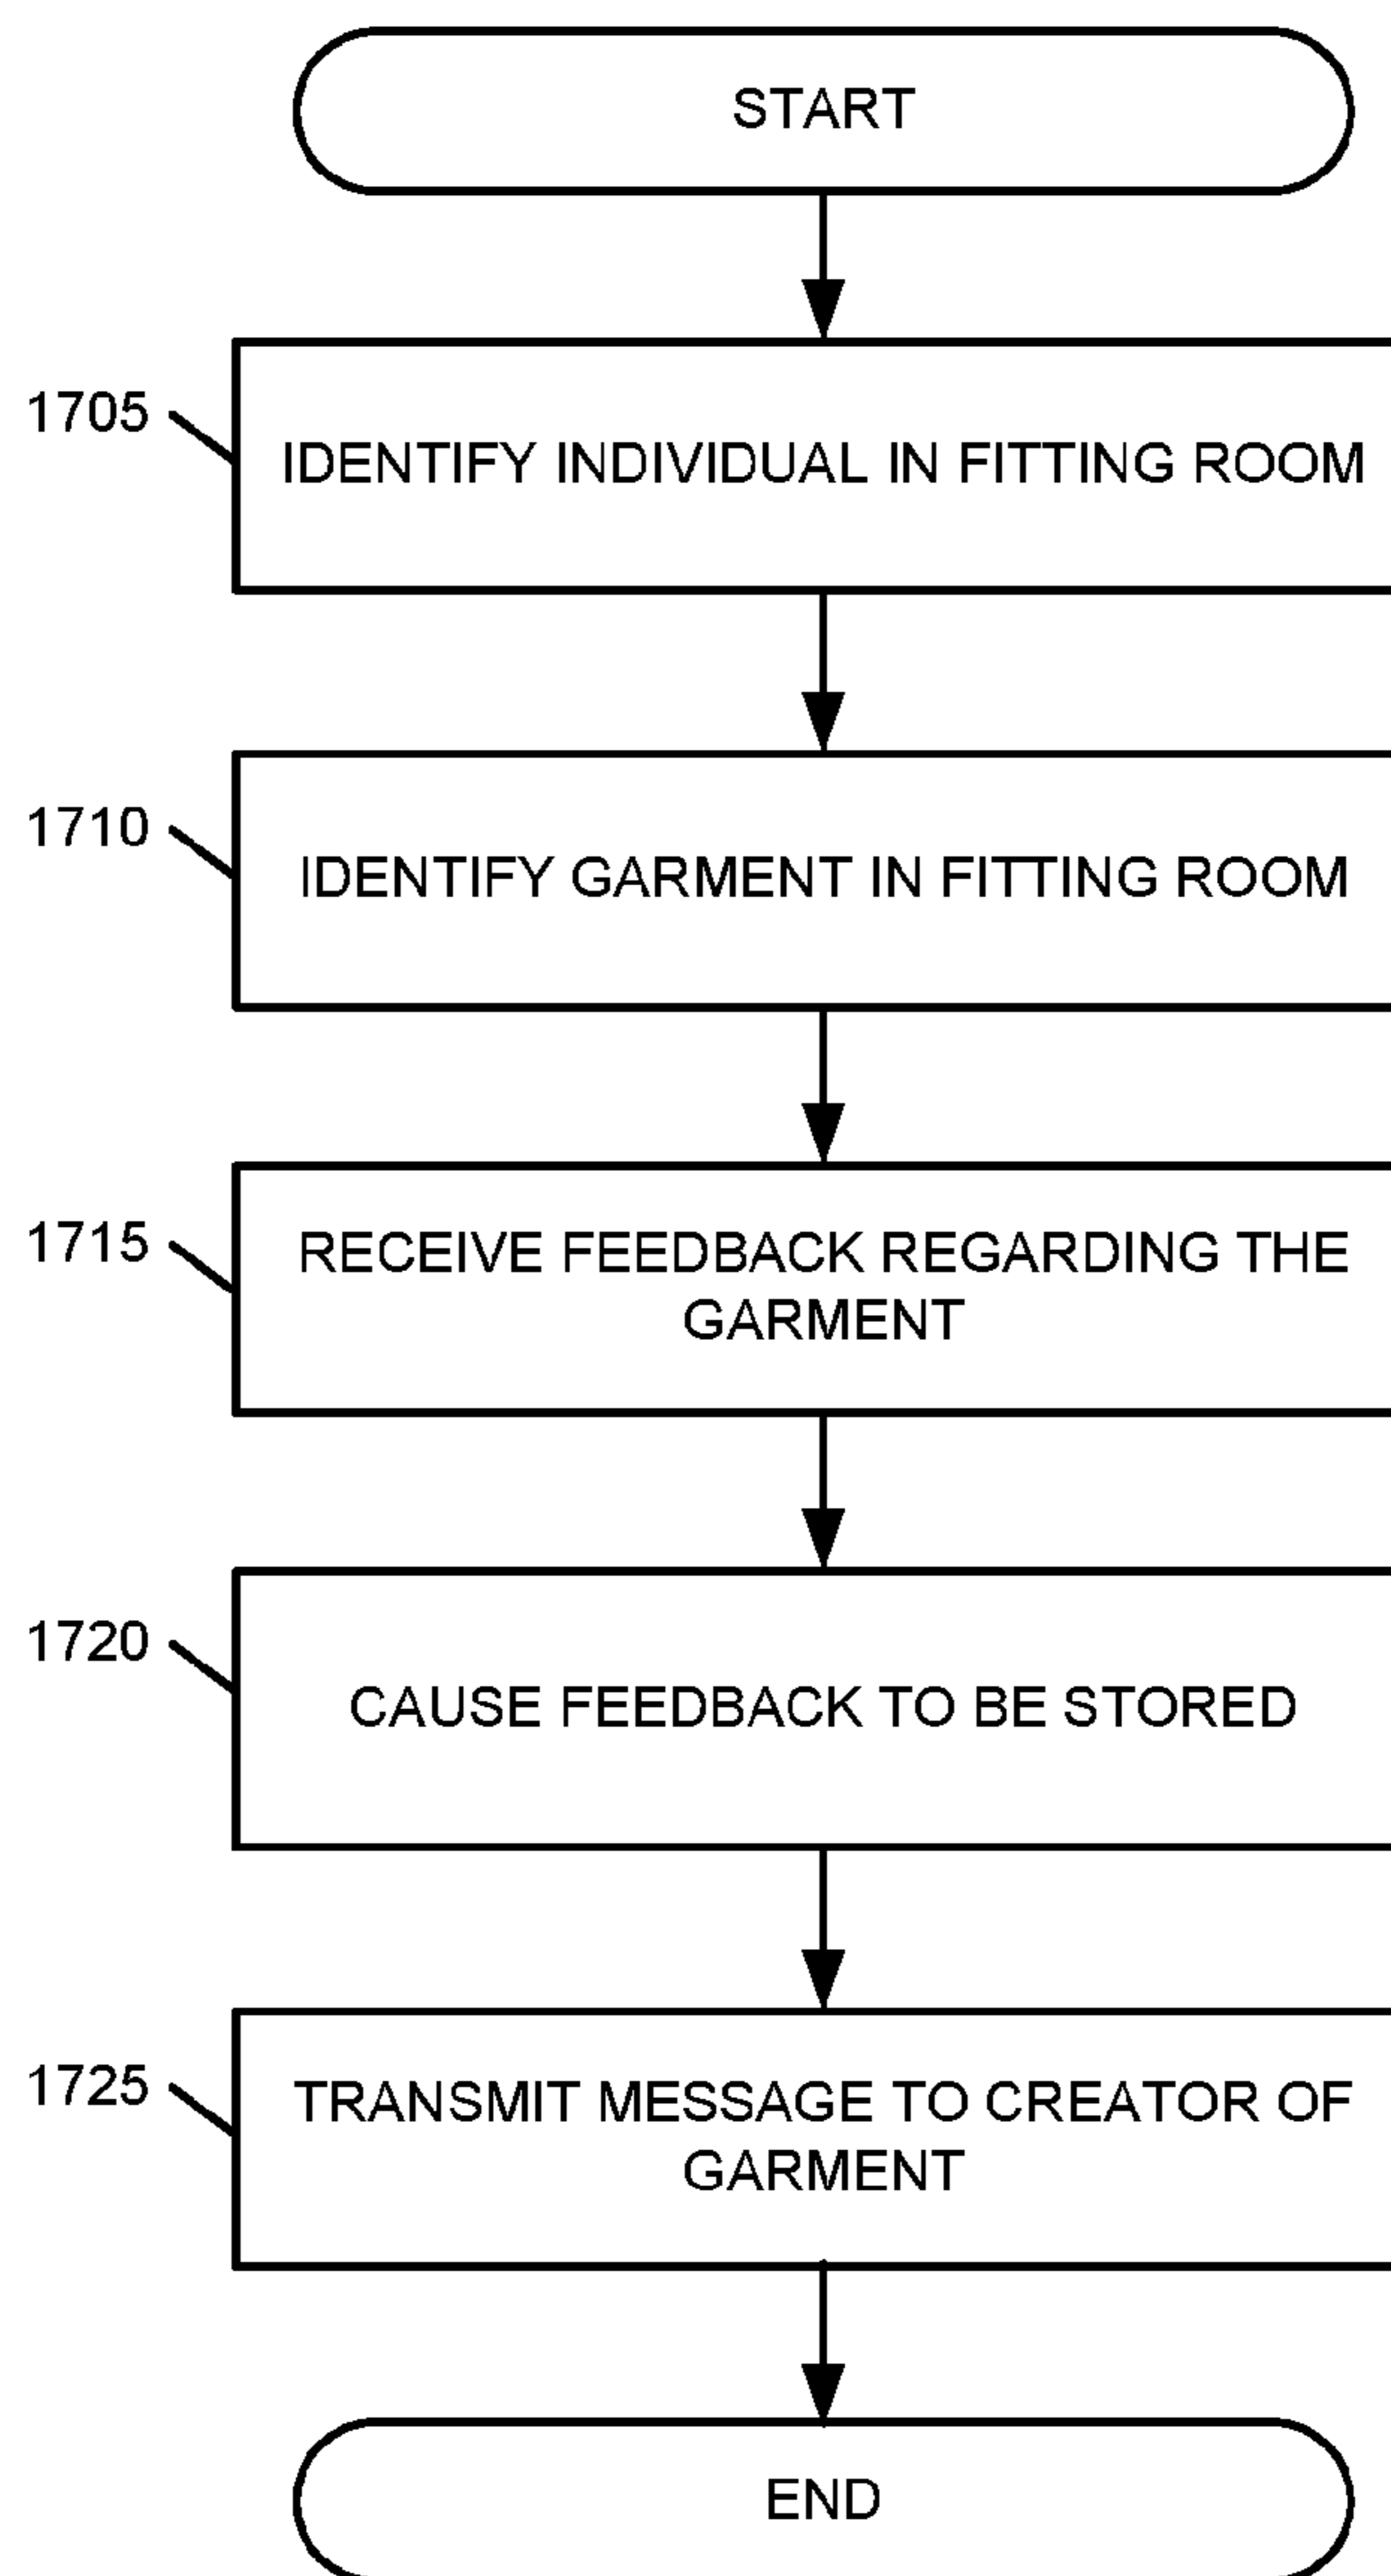 START
1705
IDENTIFY INDIVIDUAL IN FITTING ROOM
1710
IDENTIFY GARMENT IN FITTING ROOM
1715
RECEIVE FEEDBACK REGARDING THE
GARMENT
1720
CAUSE FEEDBACK TO BE STORED
1725
TRANSMIT MESSAGE TO CREATOR OF
GARMENT
END